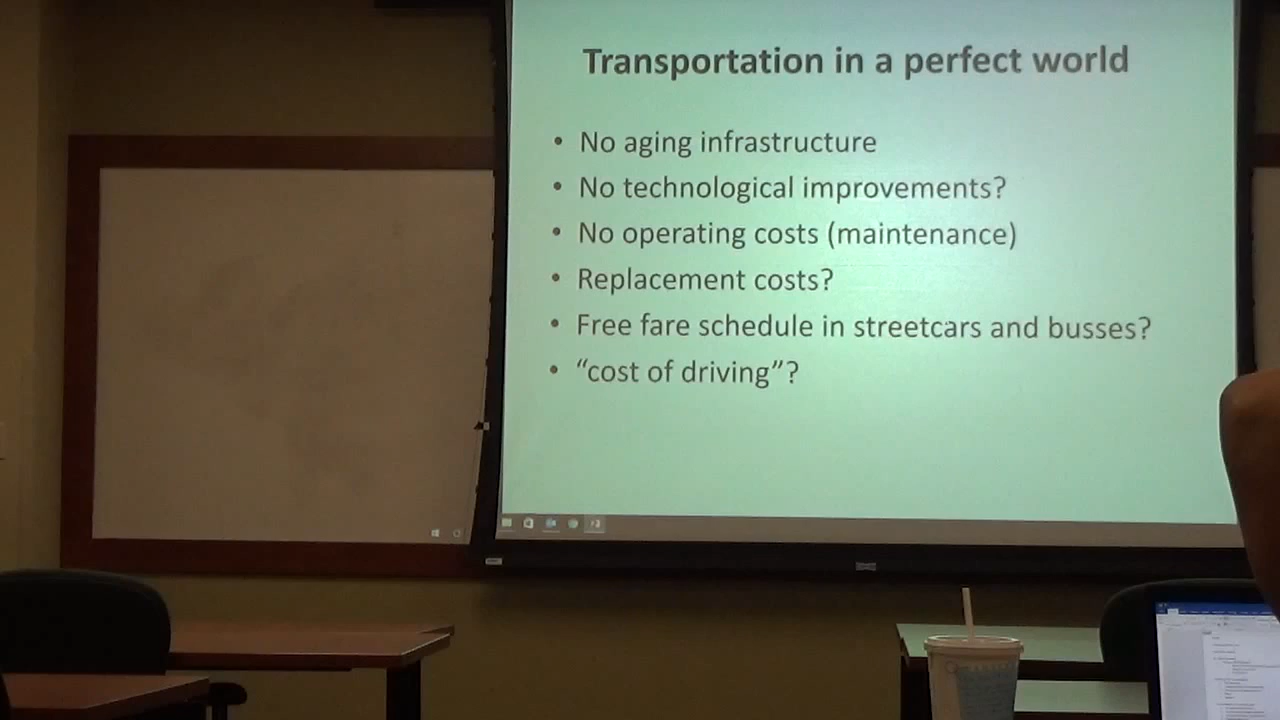 Transportation in a perfect world
• No aging infrastructure
• No technological improvements?
• No operating costs (maintenance)
• Replacement costs?
• Free fare schedule in streetcars and busses?
• “cost of driving”?